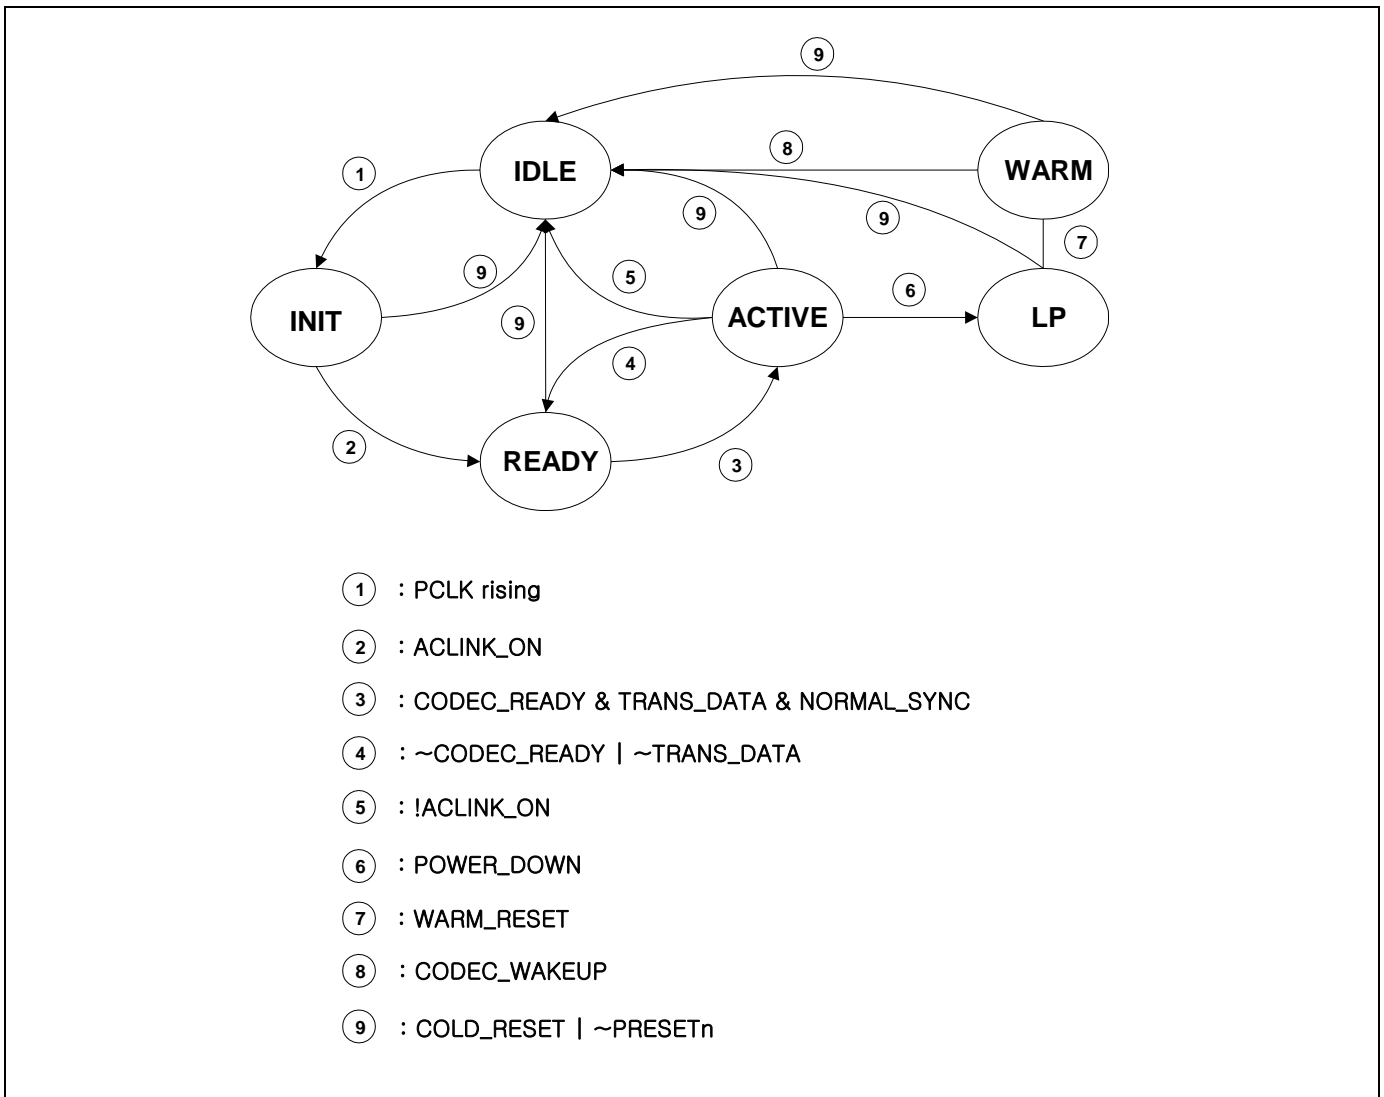 9
IDLE
8
WARM
1
9
9
7
9
5
6
INIT
9
ACTIVE
LP
4
2
READY
3
1 : PCLK rising
2 : ACLINK_ON
3 : CODEC_READY & TRANS_DATA & NORMAL_SYNC
4 : ~CODEC_READY | ~TRANS_DATA
5 : !ACLINK_ON
6 : POWER_DOWN
7 : WARM_RESET
8 : CODEC_WAKEUP
9 : COLD_RESET | ~PRESETn